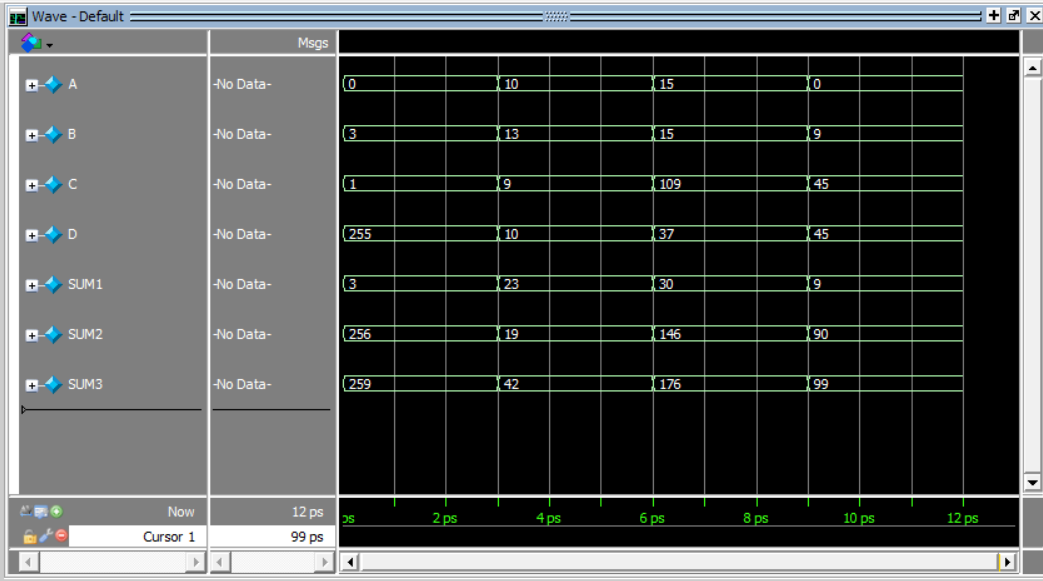 Wave - Default
Msgs
A -No Data- 0 10 15 0
B -No Data- 3 13 15 9
C -No Data- 1 9 109 45
D -No Data- 255 10 37 45
SUM1 -No Data- 3 23 30 9
SUM2 -No Data- 256 19 146 90
SUM3 -No Data- 259 42 176 99
Now 12 ps ps 2 ps 4 ps 6 ps 8 ps 10 ps 12 ps
Cursor 1 99 ps